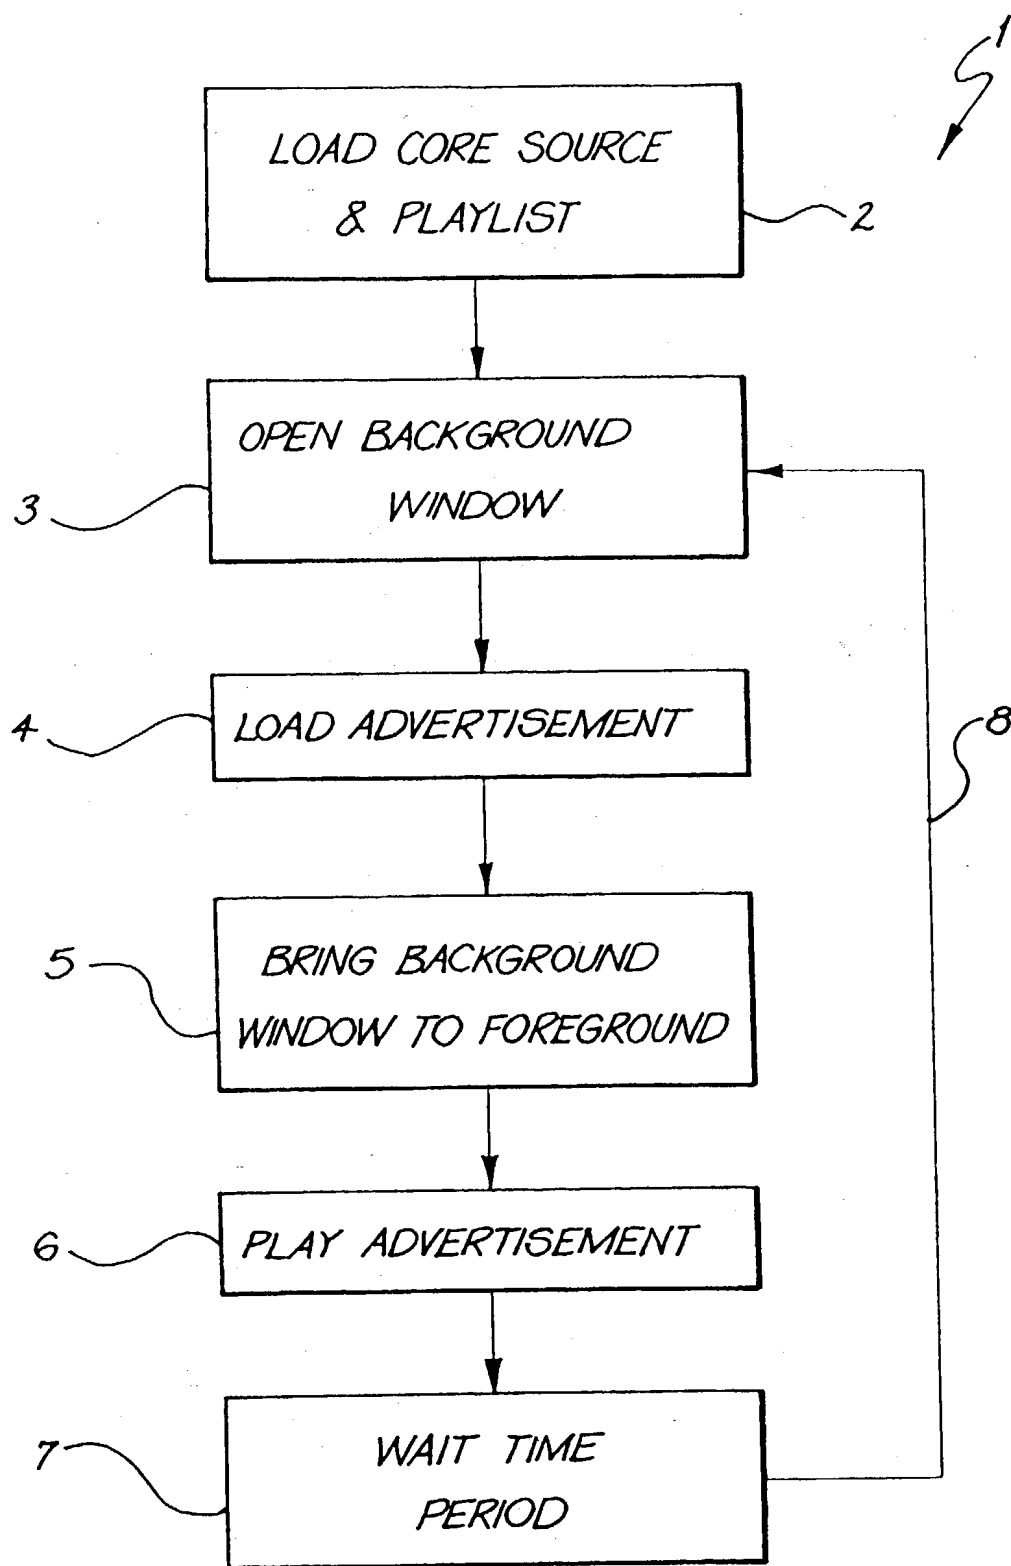 1
LOAD CORE SOURCE
& PLAYLIST
2
OPEN BACKGROUND
WINDOW
3
LOAD ADVERTISEMENT
4
8
BRING BACKGROUND
WINDOW TO FOREGROUND
5
PLAY ADVERTISEMENT
6
WAIT TIME
PERIOD
7